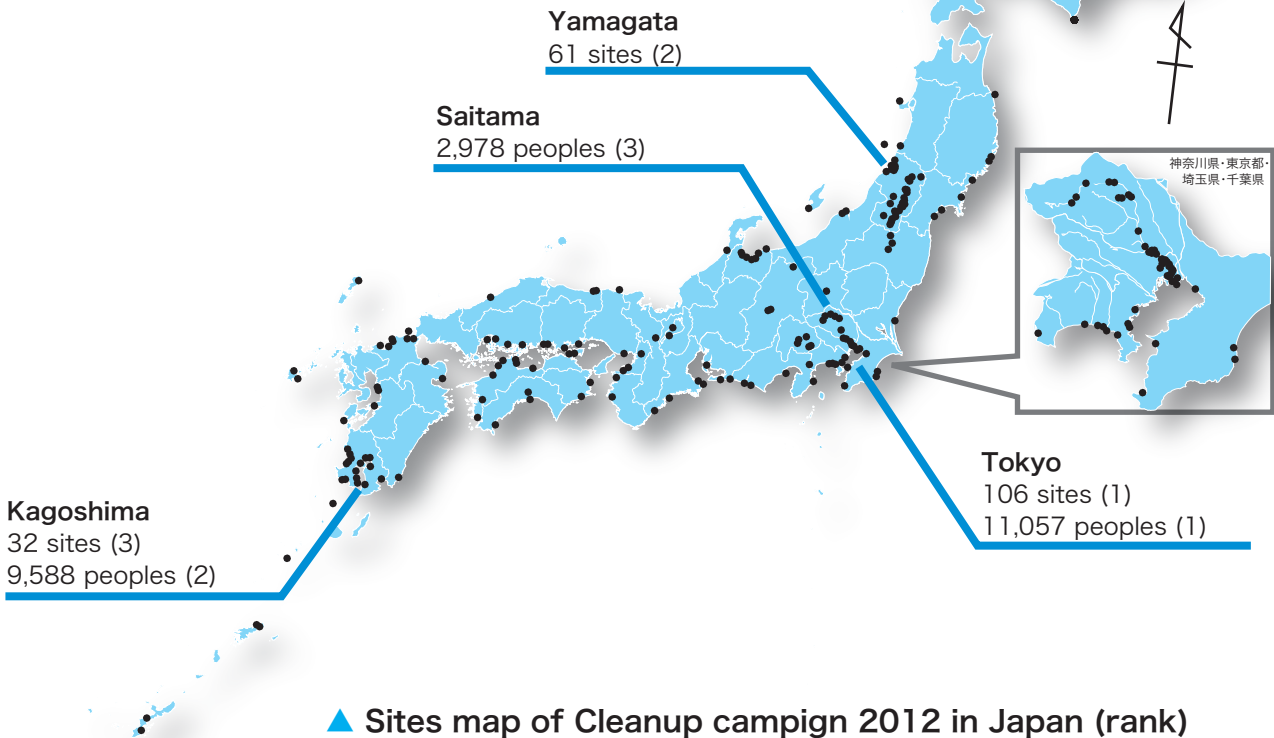 Yamagata
61 sites (2)
Saitama
2,978 peoples (3)
神奈川県・東京都・
埼玉県・千葉県
Tokyo
106 sites (1)
11,057 peoples (1)
Kagoshima
32 sites (3)
9,588 peoples (2)
▲ Sites map of Cleanup campign 2012 in Japan (rank)